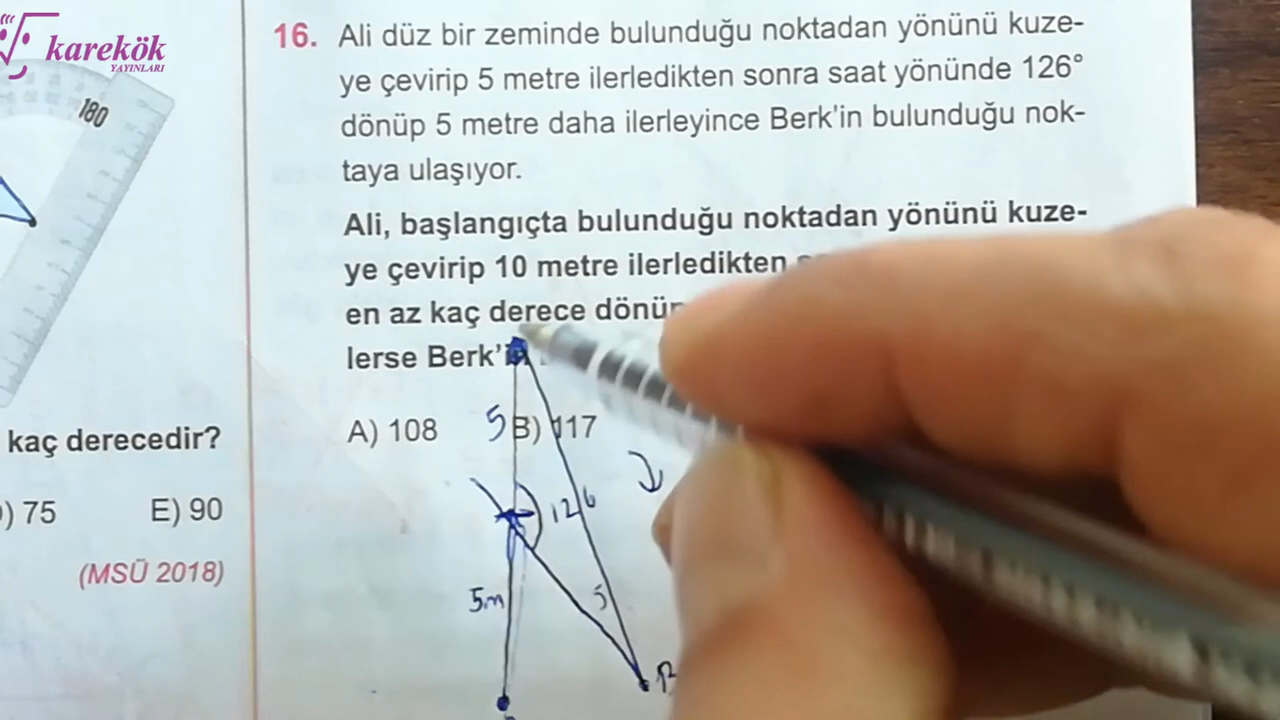 karekök
YAYINLARI
180
kaç derecedir?
75
E) 90
(MSÜ 2018)
16. Ali düz bir zeminde bulunduğu noktadan yönünü kuze-
ye çevirip 5 metre ilerledikten sonra saat yönünde 126°
dönüp 5 metre daha ilerleyince Berk'in bulunduğu nok-
taya ulaşıyor.
Ali, başlangıçta bulunduğu noktadan yönünü kuze-
ye çevirip 10 metre ilerledikten
en az kaç derece dönür
lerse Berk'in
A) 108
B) 117
5
126
5m
5